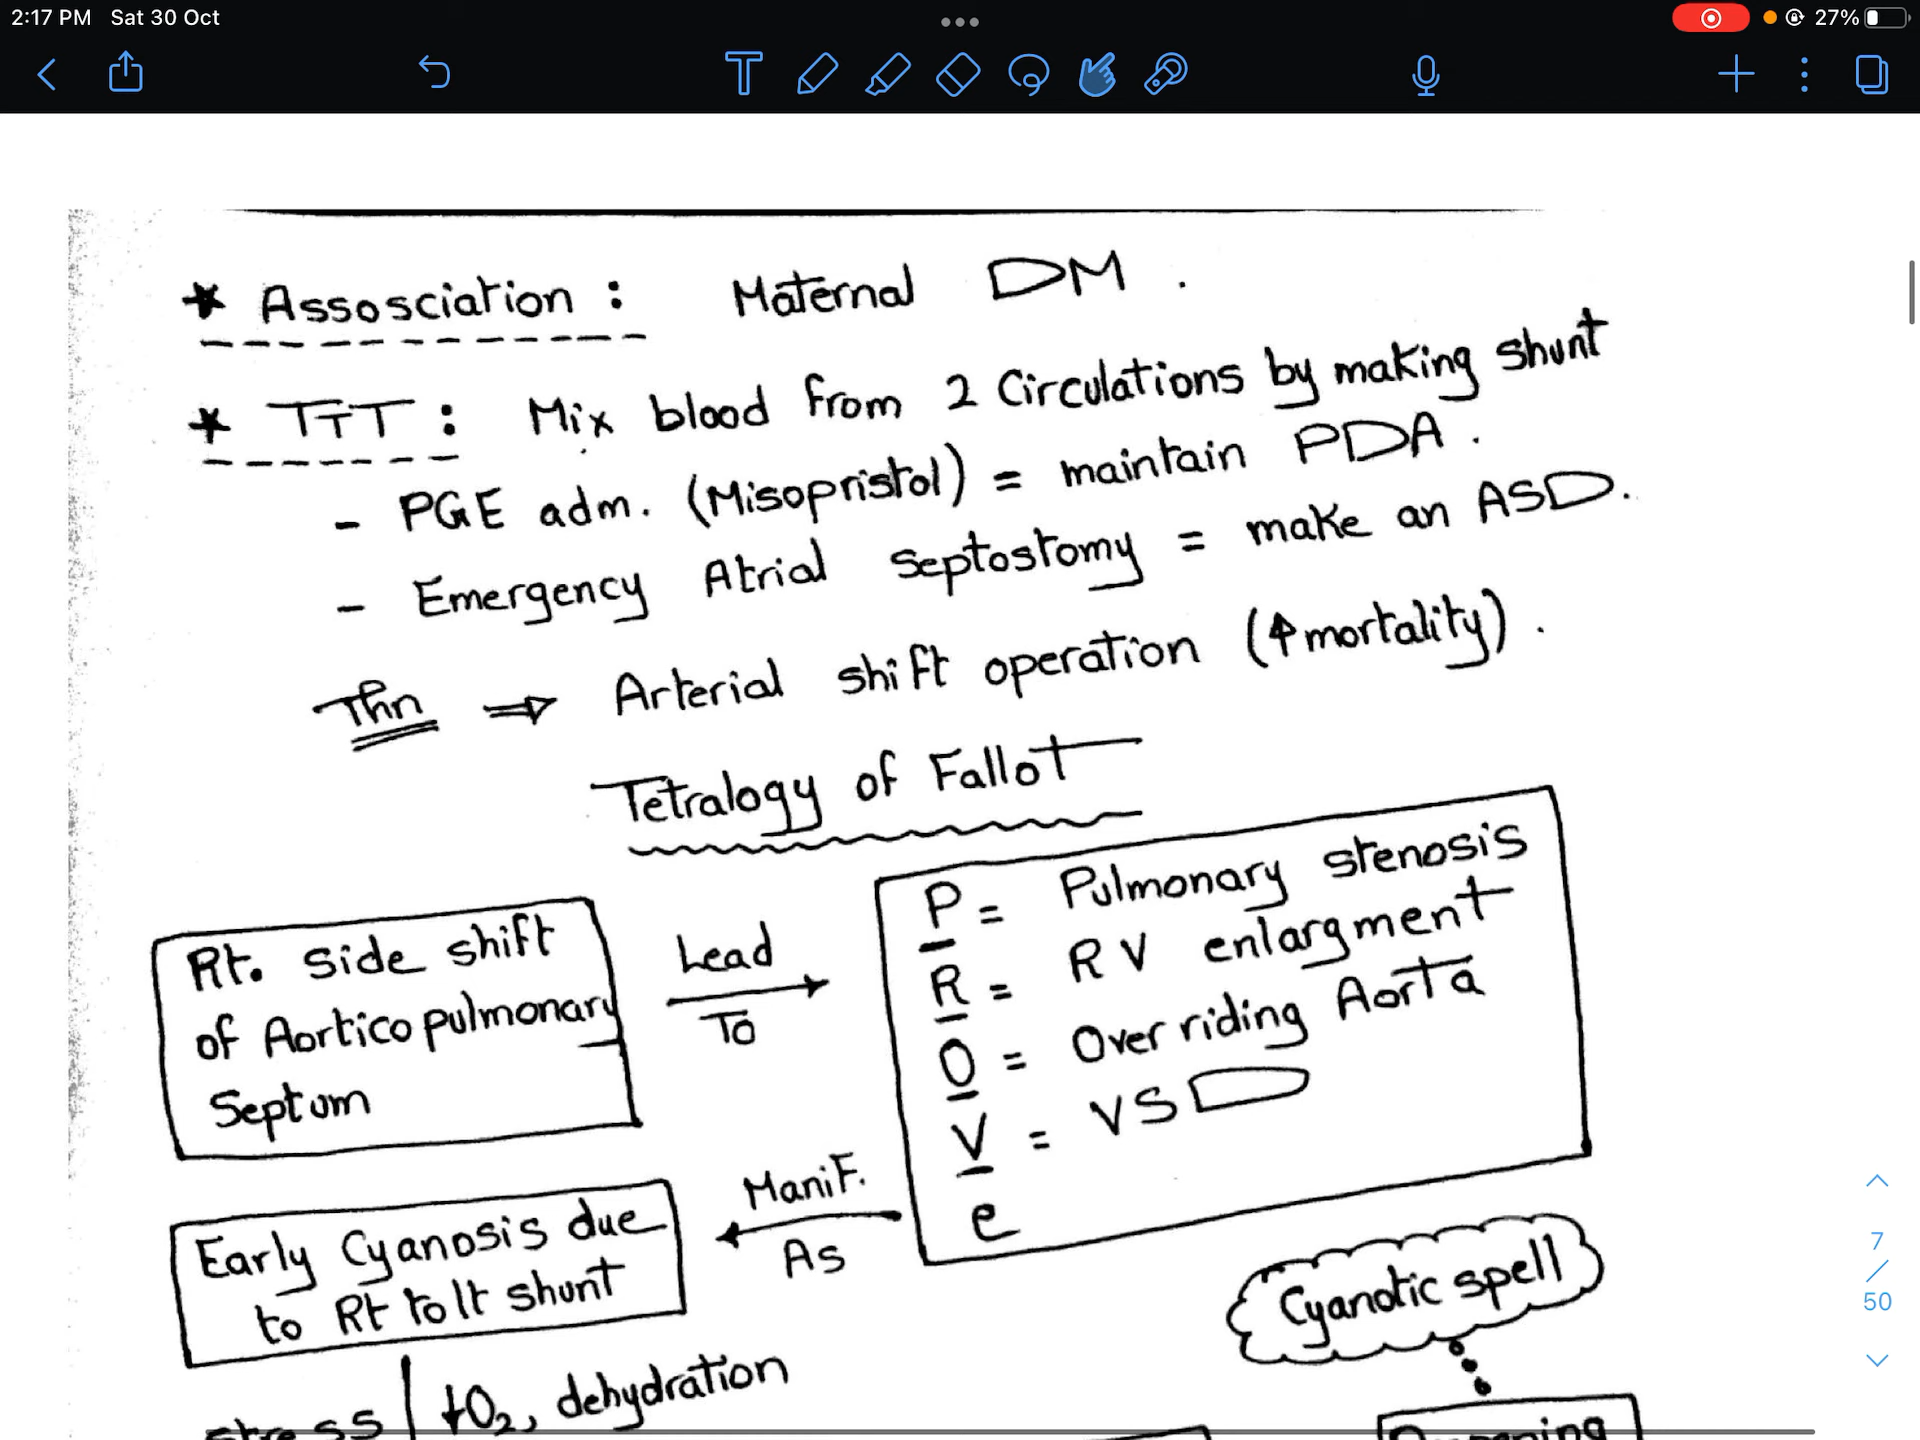 2:17 PM Sat 30 Oct
27%
* Assosciation : Maternal DM .
* TTT : Mix blood from 2 Circulations by making shunt
- PGE adm. (Misopristol) = maintain PDA .
- Emergency Atrial septostomy = make an ASD.
Thn ⇒ Arterial shift operation (↑mortality) .
Tetralogy of Fallot
Rt. side shift
of Aortico pulmonary
Septum
Lead
To
P = Pulmonary stenosis
R = RV enlargment
O = Over riding Aorta
V = VSD
e
Manif.
As
Early Cyanosis due
to Rt to lt shunt
Cyanotic spell
stress ↓O2, dehydration
7
/
50